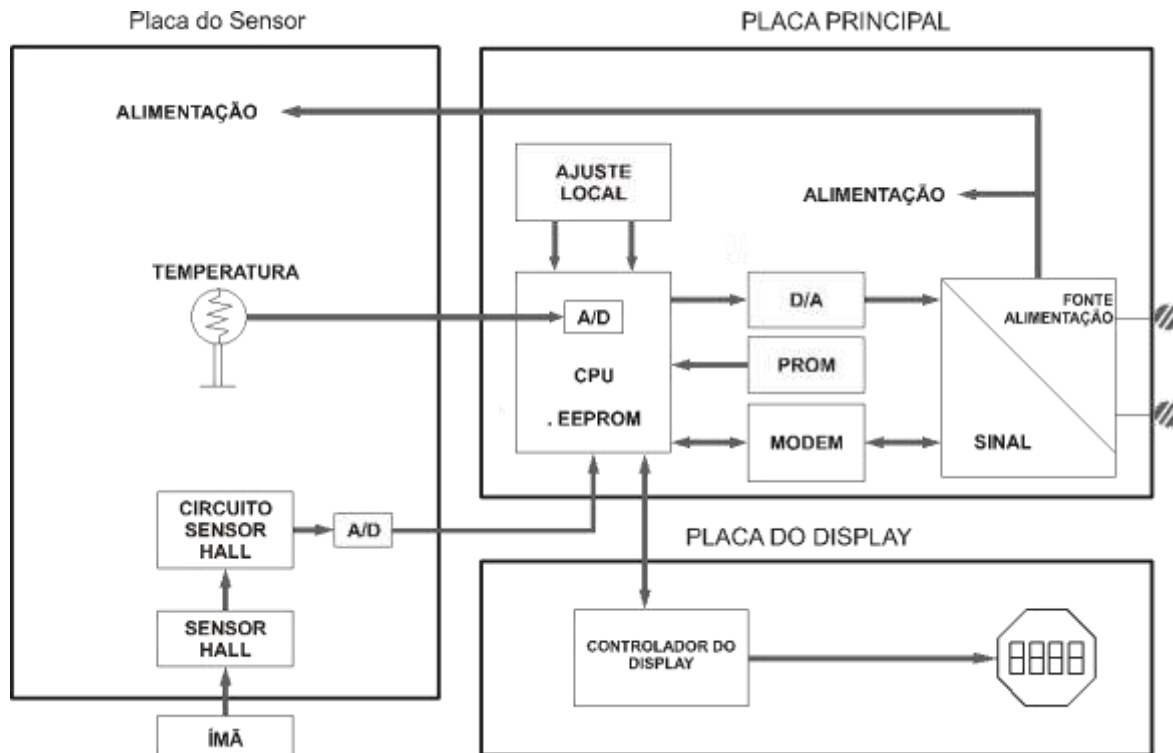 Placa do Sensor
PLACA PRINCIPAL
ALIMENTAÇÃO
AJUSTE
LOCAL
ALIMENTAÇÃO
TEMPERATURA
A/D
CPU
. EEPROM
D/A
PROM
MODEM
FONTE
ALIMENTAÇÃO
SINAL
CIRCUITO
SENSOR
HALL
A/D
SENSOR
HALL
ÍMÃ
PLACA DO DISPLAY
CONTROLADOR DO
DISPLAY
8888